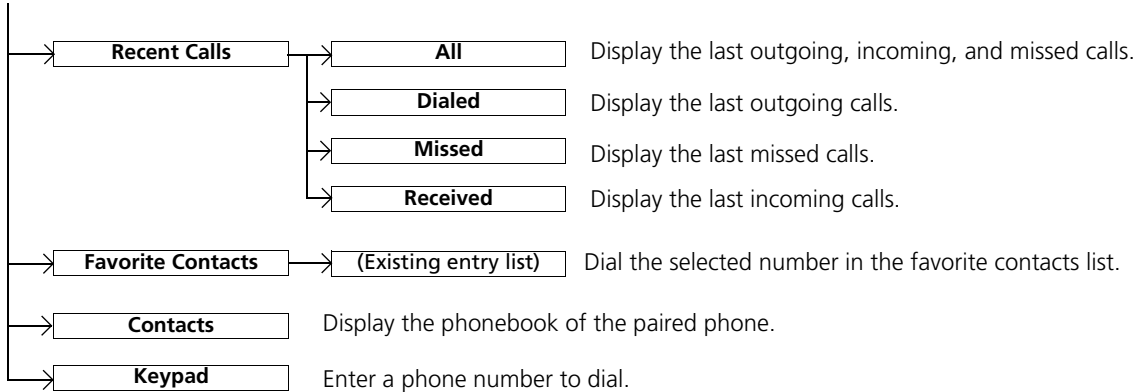 Recent Calls All Display the last outgoing, incoming, and missed calls.
Dialed Display the last outgoing calls.
Missed Display the last missed calls.
Received Display the last incoming calls.
Favorite Contacts (Existing entry list) Dial the selected number in the favorite contacts list.
Contacts Display the phonebook of the paired phone.
Keypad Enter a phone number to dial.